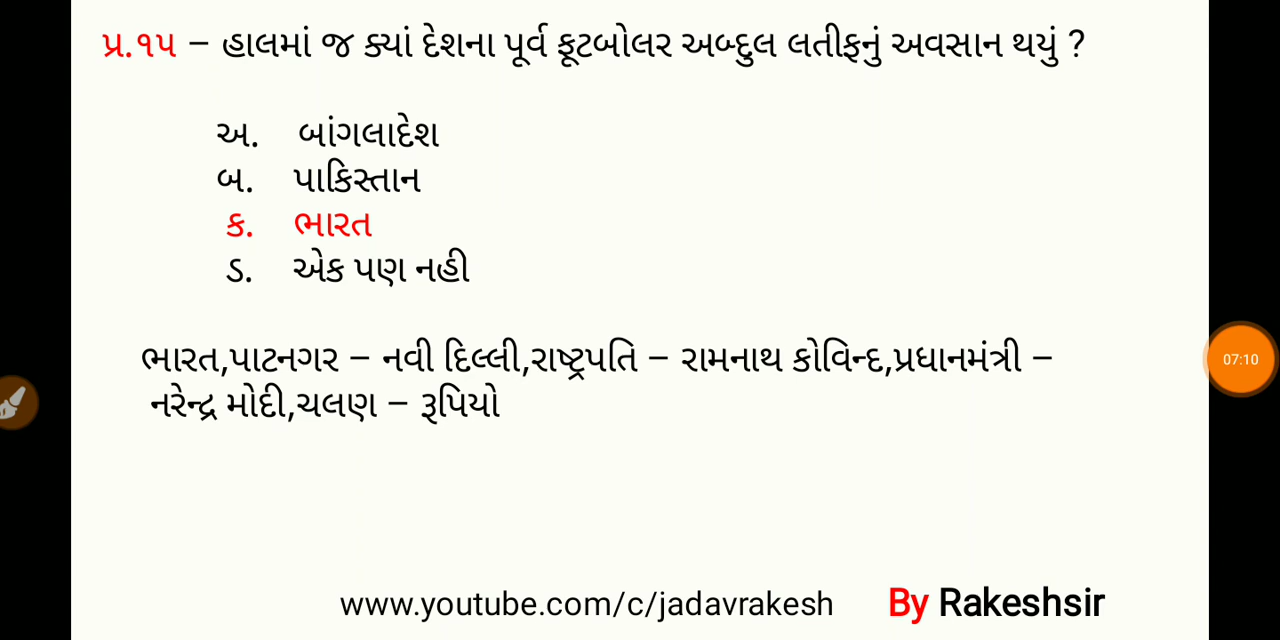 પ્ર.૧૫ – હાલમાં જ ક્યાં દેશના પૂર્વ ફૂટબોલર અબ્દુલ લતીફનું અવસાન થયું ?
અ. બાંગલાદેશ
બ. પાકિસ્તાન
ક. ભારત
ડ. એક પણ નહી
ભારત,પાટનગર – નવી દિલ્લી,રાષ્ટ્રપતિ – રામનાથ કોવિન્દ,પ્રધાનમંત્રી –
નરેન્દ્ર મોદી,ચલણ – રૂપિયો
07:10
www.youtube.com/c/jadavrakesh By Rakeshsir